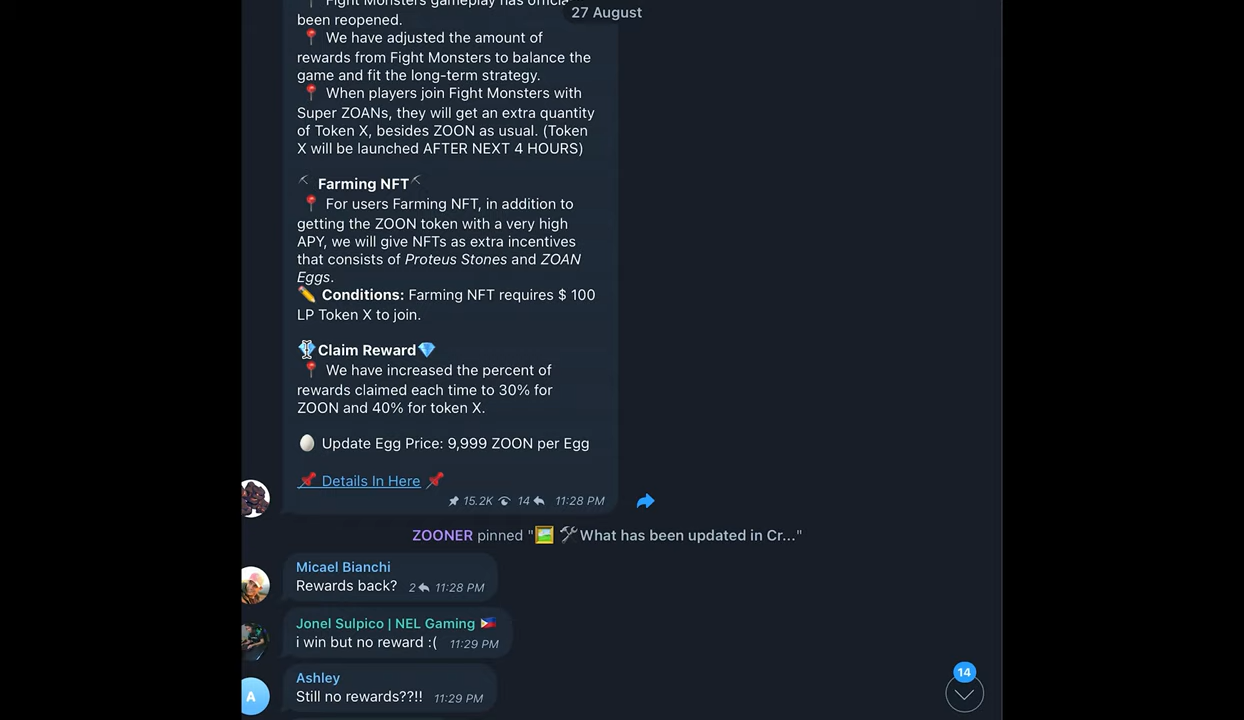 27 August
Fight Monsters gameplay has officia
been reopened.
📍 We have adjusted the amount of
rewards from Fight Monsters to balance the
game and fit the long-term strategy.
📍 When players join Fight Monsters with
Super ZOANs, they will get an extra quantity
of Token X, besides ZOON as usual. (Token
X will be launched AFTER NEXT 4 HOURS)
⛏ Farming NFT⛏
📍 For users Farming NFT, in addition to
getting the ZOON token with a very high
APY, we will give NFTs as extra incentives
that consists of Proteus Stones and ZOAN
Eggs.
✏️ Conditions: Farming NFT requires $ 100
LP Token X to join.
💎Claim Reward💎
📍 We have increased the percent of
rewards claimed each time to 30% for
ZOON and 40% for token X.
🥚 Update Egg Price: 9,999 ZOON per Egg
📌 Details In Here 📌
15.2K 14 11:28 PM
ZOONER pinned "🖼 🛠What has been updated in Cr..."
Micael Bianchi
Rewards back? 2 11:28 PM
Jonel Sulpico | NEL Gaming 🇵🇭
i win but no reward :( 11:29 PM
Ashley
A
Still no rewards??!! 11:29 PM
14